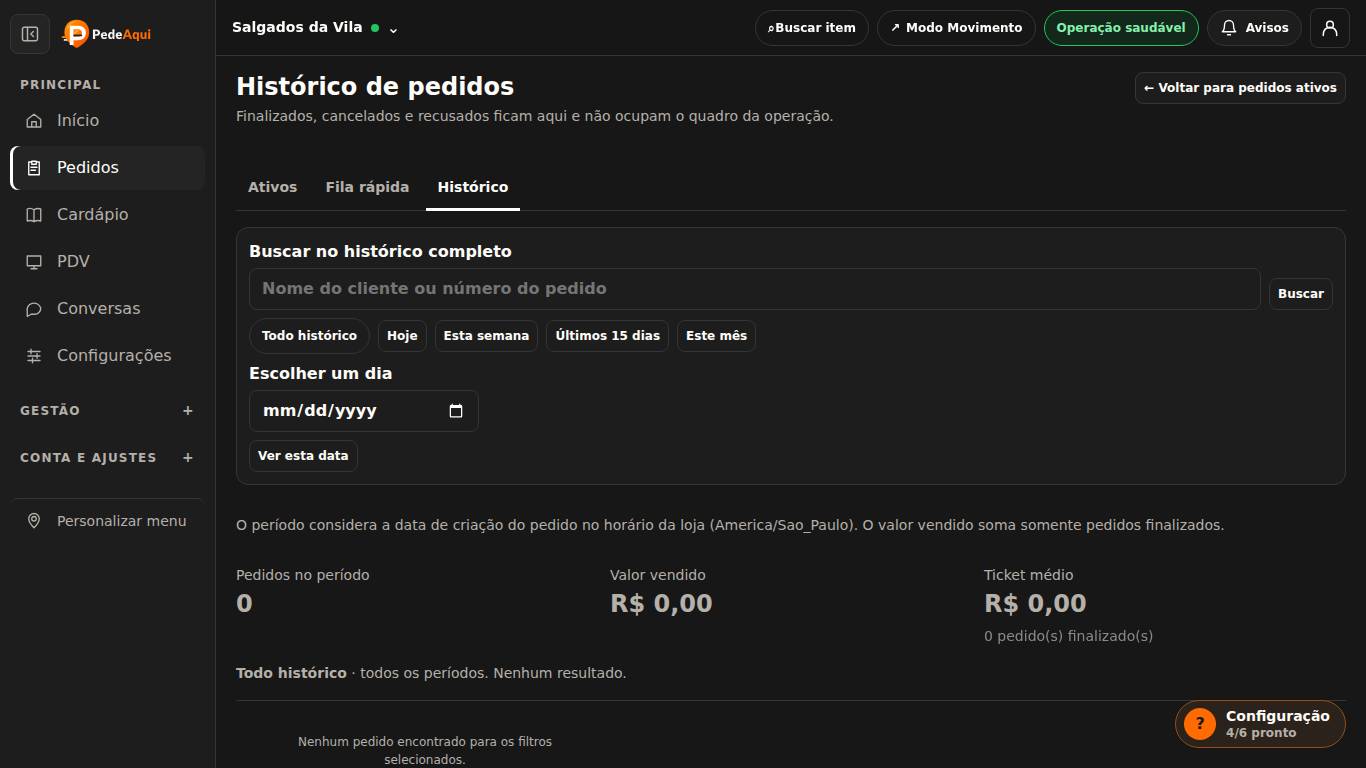 PedeAqui
PRINCIPAL
Início
Pedidos
Cardápio
PDV
Conversas
Configurações
GESTÃO +
CONTA E AJUSTES +
Personalizar menu
Salgados da Vila
Buscar item
↗ Modo Movimento
Operação saudável
Avisos
Histórico de pedidos
← Voltar para pedidos ativos
Finalizados, cancelados e recusados ficam aqui e não ocupam o quadro da operação.
Ativos Fila rápida Histórico
Buscar no histórico completo
Nome do cliente ou número do pedido
Buscar
Todo histórico Hoje Esta semana Últimos 15 dias Este mês
Escolher um dia
mm/dd/yyyy
Ver esta data
O período considera a data de criação do pedido no horário da loja (America/Sao_Paulo). O valor vendido soma somente pedidos finalizados.
Pedidos no período Valor vendido Ticket médio
0 R$ 0,00 R$ 0,00
0 pedido(s) finalizado(s)
Todo histórico · todos os períodos. Nenhum resultado.
Nenhum pedido encontrado para os filtros
selecionados.
? Configuração
4/6 pronto